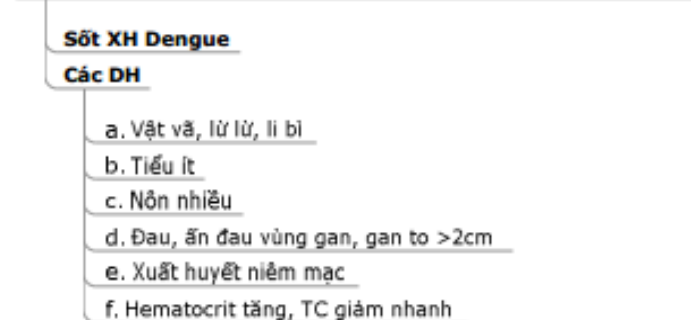 Sốt XH Dengue
Các DH
a. Vật vã, lừ lừ, li bì
b. Tiểu ít
c. Nôn nhiều
d. Đau, ấn đau vùng gan, gan to >2cm
e. Xuất huyết niêm mạc
f. Hematocrit tăng, TC giảm nhanh